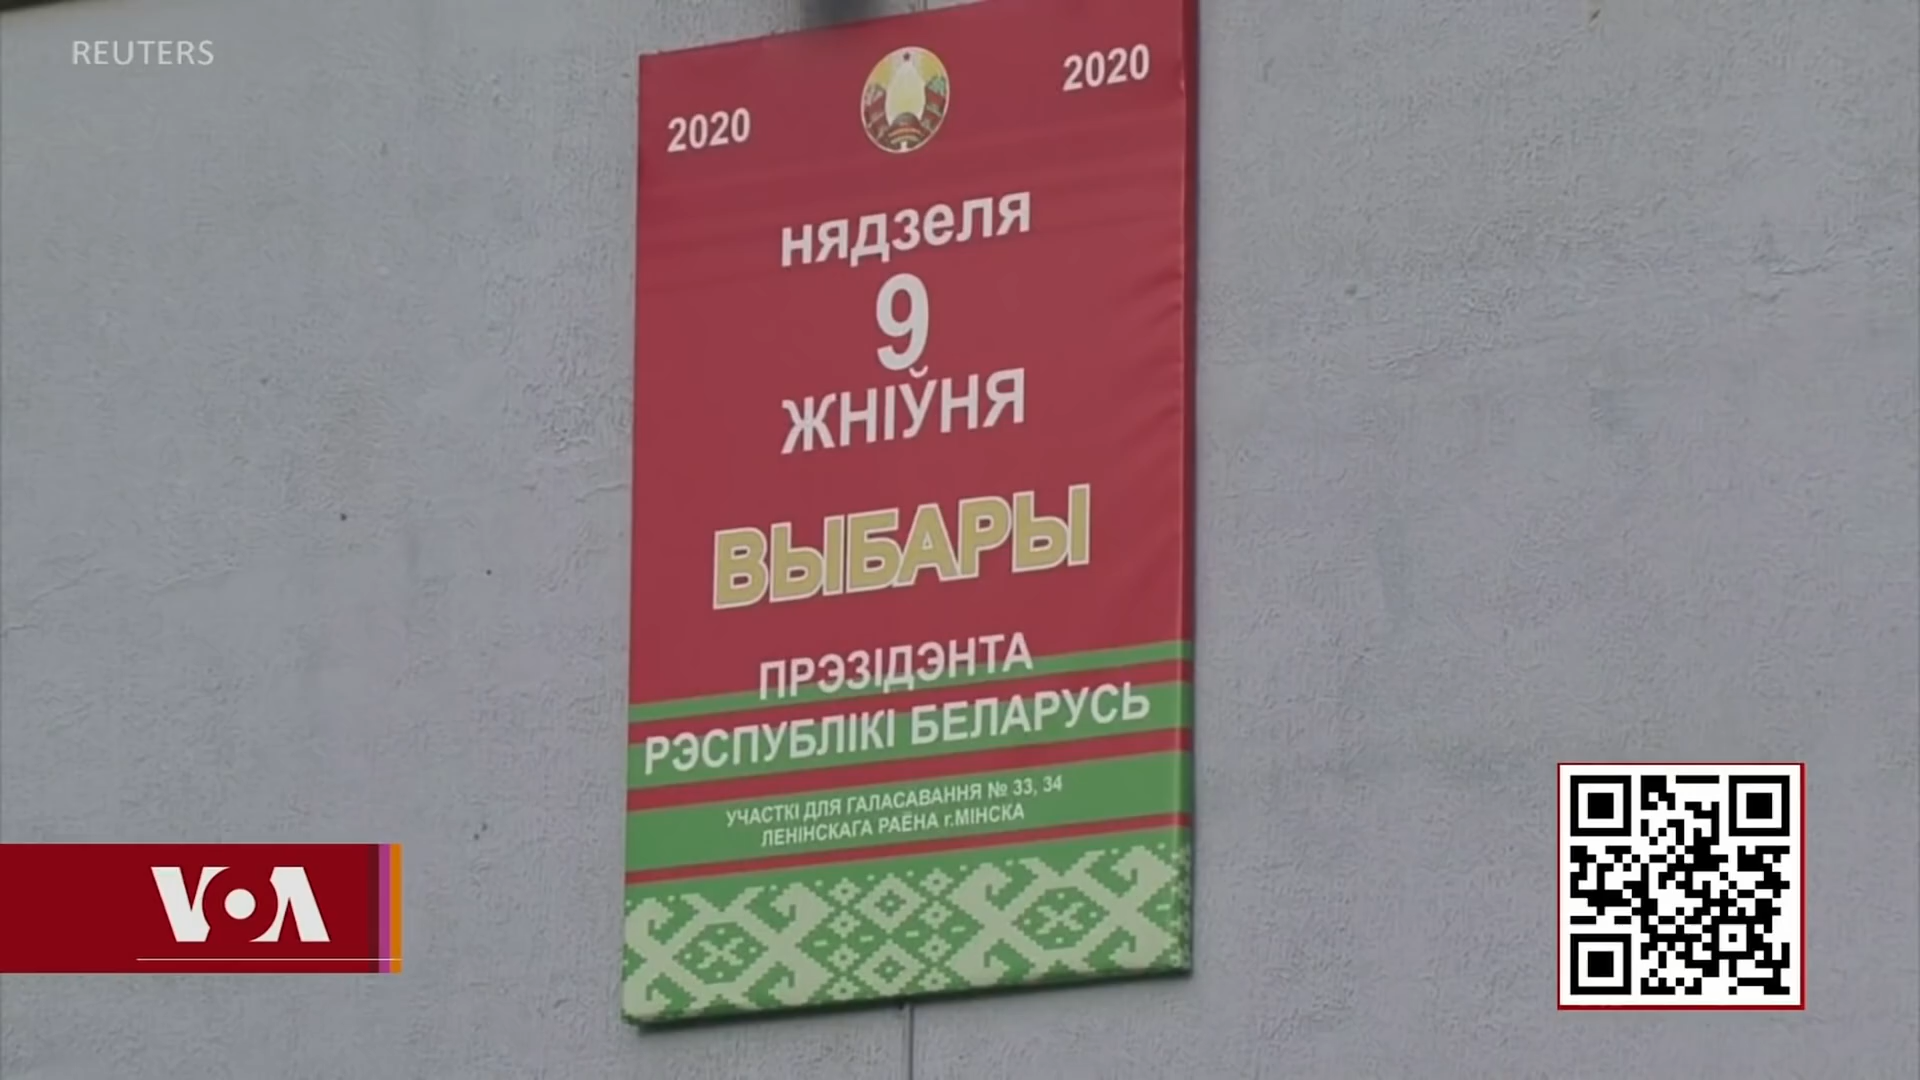 REUTERS
2020 2020
нядзеля
9
ЖНІЎНЯ
ВЫБАРЫ
ПРЭЗІДЭНТА
РЭСПУБЛІКІ БЕЛАРУСЬ
УЧАСТКІ ДЛЯ ГАЛАСАВАННЯ № 33, 34
ЛЕНІНСКАГА РАЁНА г.МІНСКА
VOA